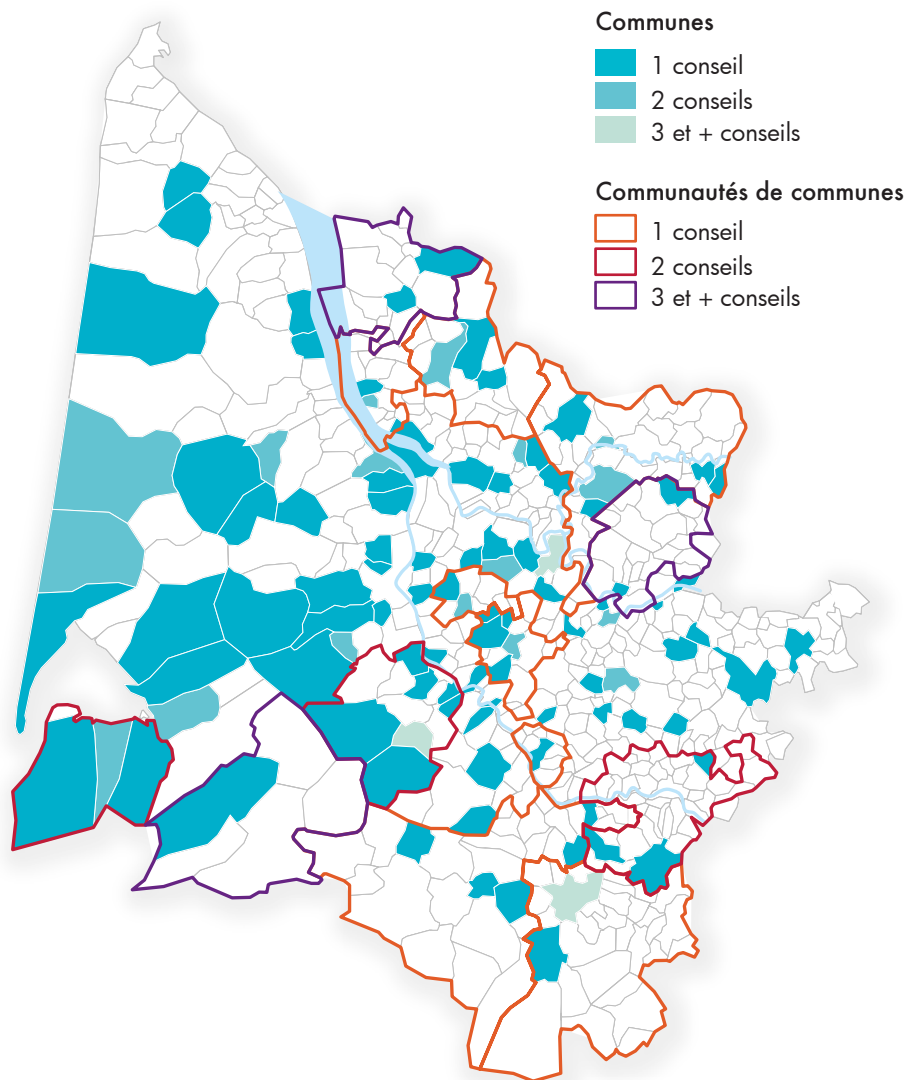 Communes
1 conseil
2 conseils
3 et + conseils
Communautés de communes
1 conseil
2 conseils
3 et + conseils